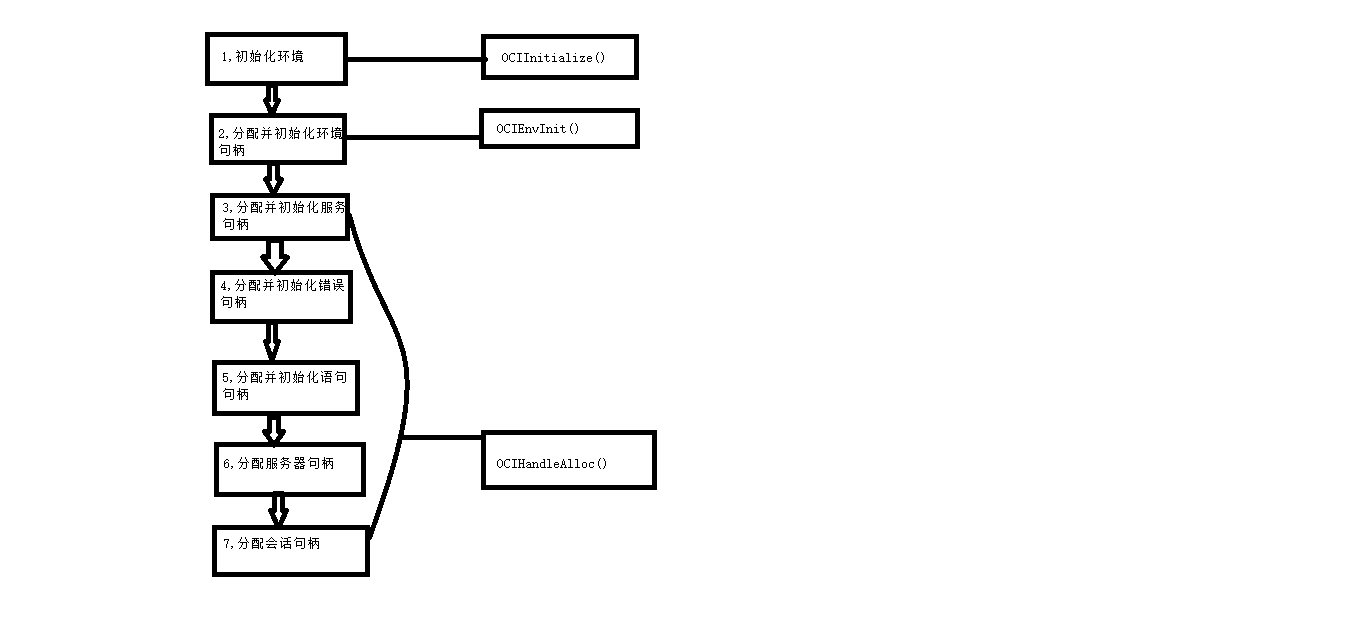 1,初始化环境
OCIInitialize()
2,分配并初始化环境
句柄
OCIEnvInit()
3,分配并初始化服务
句柄
4,分配并初始化错误
句柄
5,分配并初始化语句
句柄
6,分配服务器句柄
OCIHandleAlloc()
7,分配会话句柄